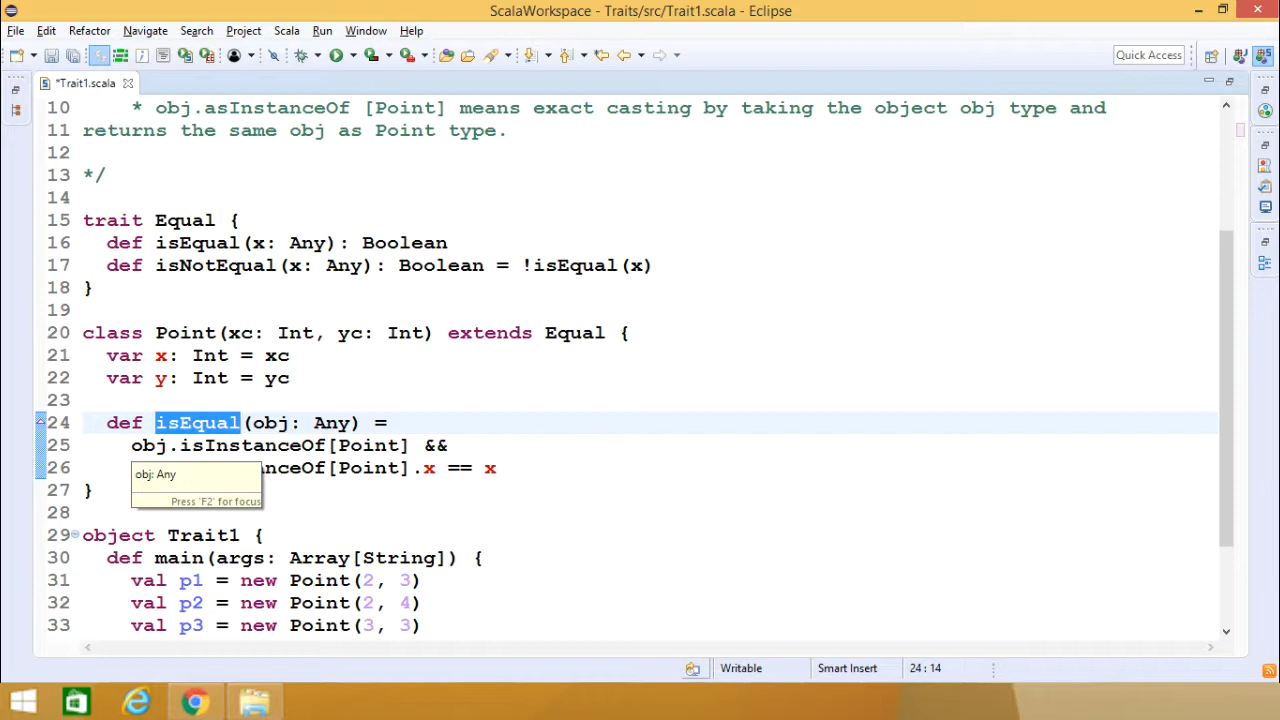 ScalaWorkspace - Traits/src/Trait1.scala - Eclipse
File Edit Refactor Navigate Search Scala Project Run Window Help
Quick Access
*Trait1.scala
10 * obj.asInstanceOf [Point] means exact casting by taking the object obj type and
11 returns the same obj as Point type.
12
13 */
14
15 trait Equal {
16 def isEqual(x: Any): Boolean
17 def isNotEqual(x: Any): Boolean = !isEqual(x)
18 }
19
20 class Point(xc: Int, yc: Int) extends Equal {
21 var x: Int = xc
22 var y: Int = yc
23
24 def isEqual(obj: Any) =
25 obj.isInstanceOf[Point] &&
26 nceOf[Point].x == x
obj: Any
Press 'F2' for focus
27 }
28
29 object Trait1 {
30 def main(args: Array[String]) {
31 val p1 = new Point(2, 3)
32 val p2 = new Point(2, 4)
33 val p3 = new Point(3, 3)
Writable Smart Insert 24 : 14